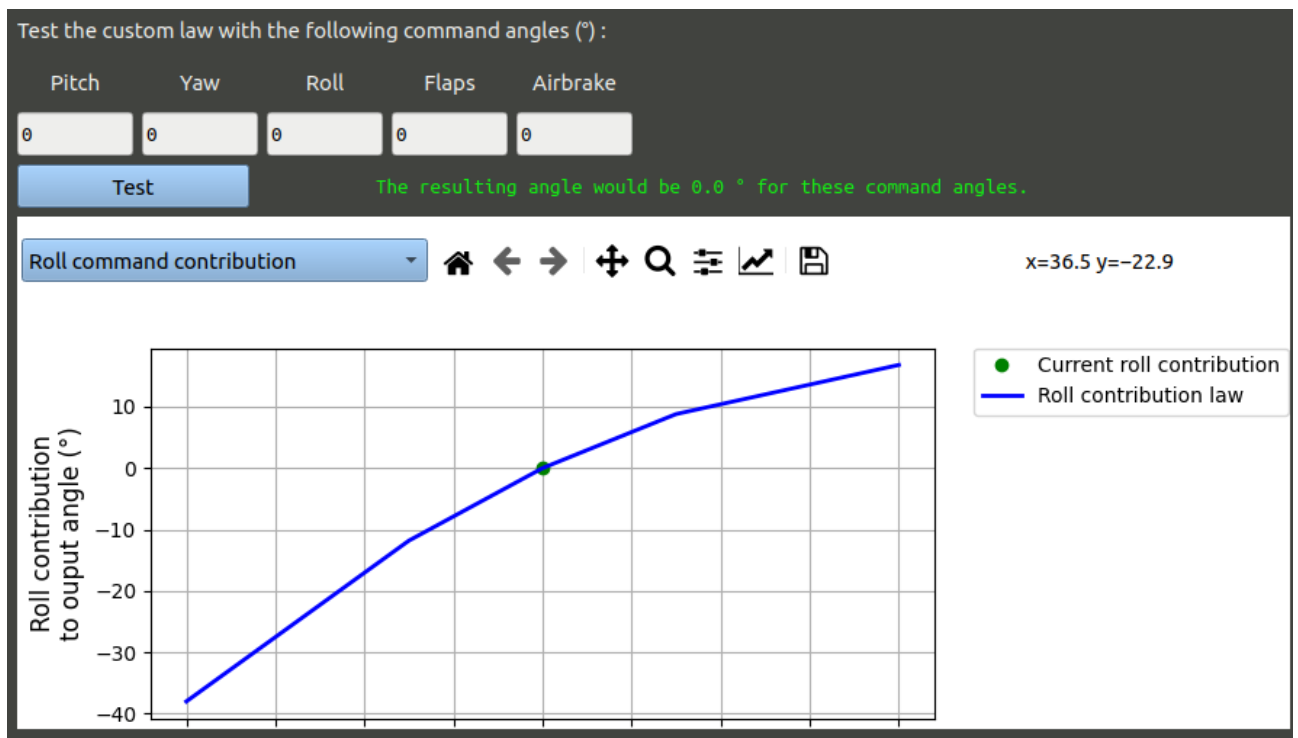 Test the custom law with the following command angles (°) :
Pitch Yaw Roll Flaps Airbrake
0 0 0 0 0
Test The resulting angle would be 0.0 ° for these command angles.
Roll command contribution x=36.5 y=−22.9
Current roll contribution
Roll contribution law
Roll contribution
to ouput angle (°)
10
0
−10
−20
−30
−40